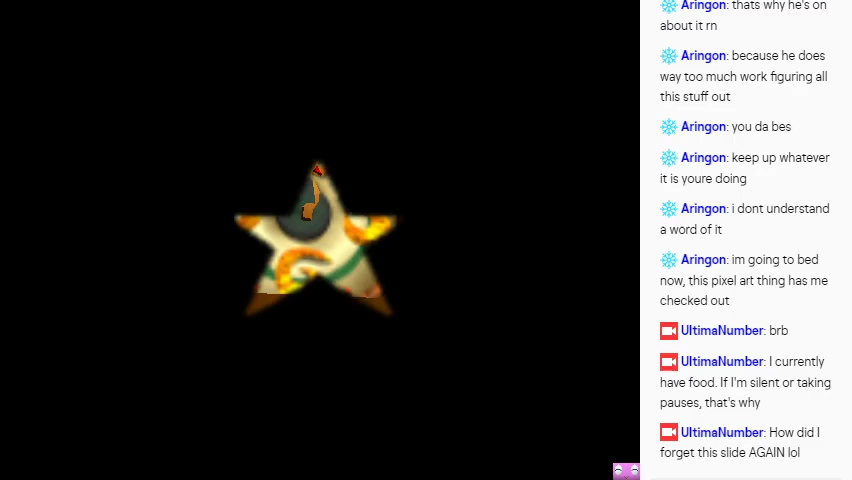 Aringon: thats why he's on
about it rn
Aringon: because he does
way too much work figuring all
this stuff out
Aringon: you da bes
Aringon: keep up whatever
it is youre doing
Aringon: i dont understand
a word of it
Aringon: im going to bed
now, this pixel art thing has me
checked out
UltimaNumber: brb
UltimaNumber: I currently
have food. If I'm silent or taking
pauses, that's why
UltimaNumber: How did I
forget this slide AGAIN lol